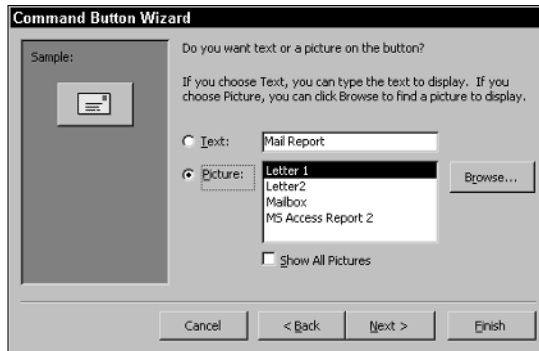 Command Button Wizard
Sample:
Do you want text or a picture on the button?
If you choose Text, you can type the text to display. If you
choose Picture, you can click Browse to find a picture to display.
Text:
Mail Report
Picture:
Letter 1
Letter2
Mailbox
MS Access Report 2
Browse...
Show All Pictures
Cancel
< Back
Next >
Finish